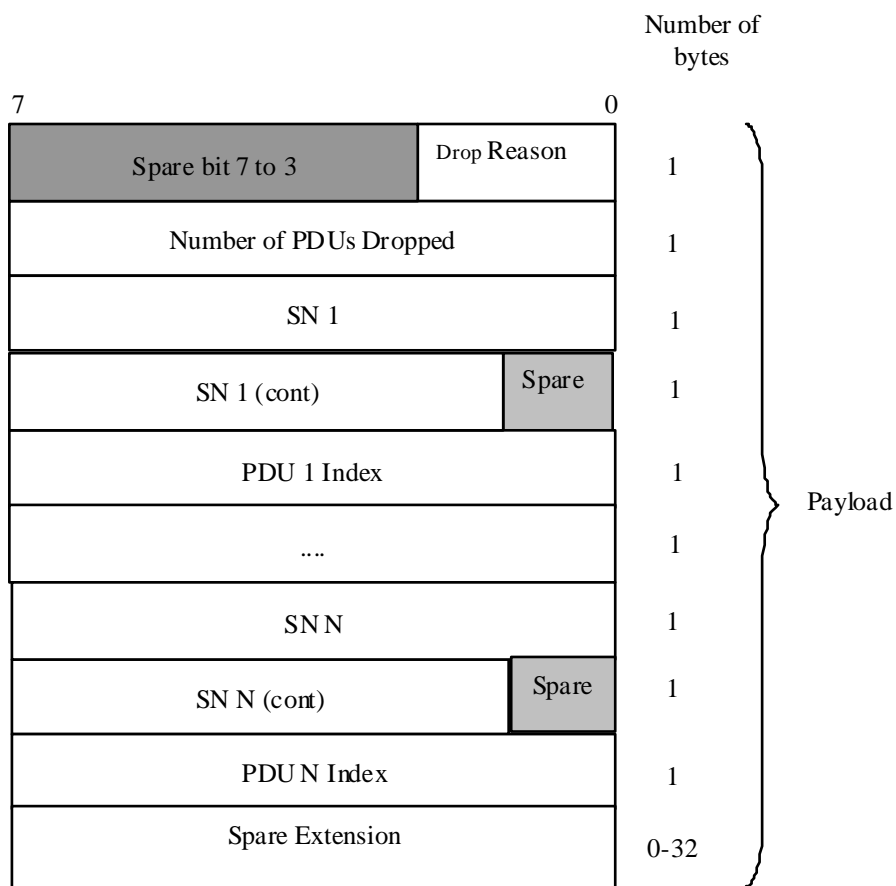 Number of
bytes
7 0
Spare bit 7 to 3 Drop Reason 1
Number of PDUs Dropped 1
SN 1 1
SN 1 (cont) Spare 1
PDU 1 Index 1
Payload
.... 1
SN N 1
SN N (cont) Spare 1
PDU N Index 1
Spare Extension 0-32